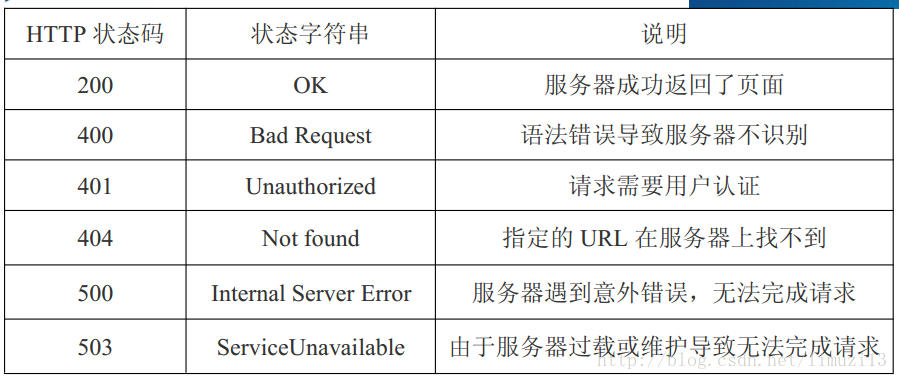 HTTP 状态码 状态字符串 说明
200 OK 服务器成功返回了页面
400 Bad Request 语法错误导致服务器不识别
401 Unauthorized 请求需要用户认证
404 Not found 指定的 URL 在服务器上找不到
500 Internal Server Error 服务器遇到意外错误，无法完成请求
503 ServiceUnavailable 由于服务器过载或维护导致无法完成请求
http://blog.csdn.net/limuzi13